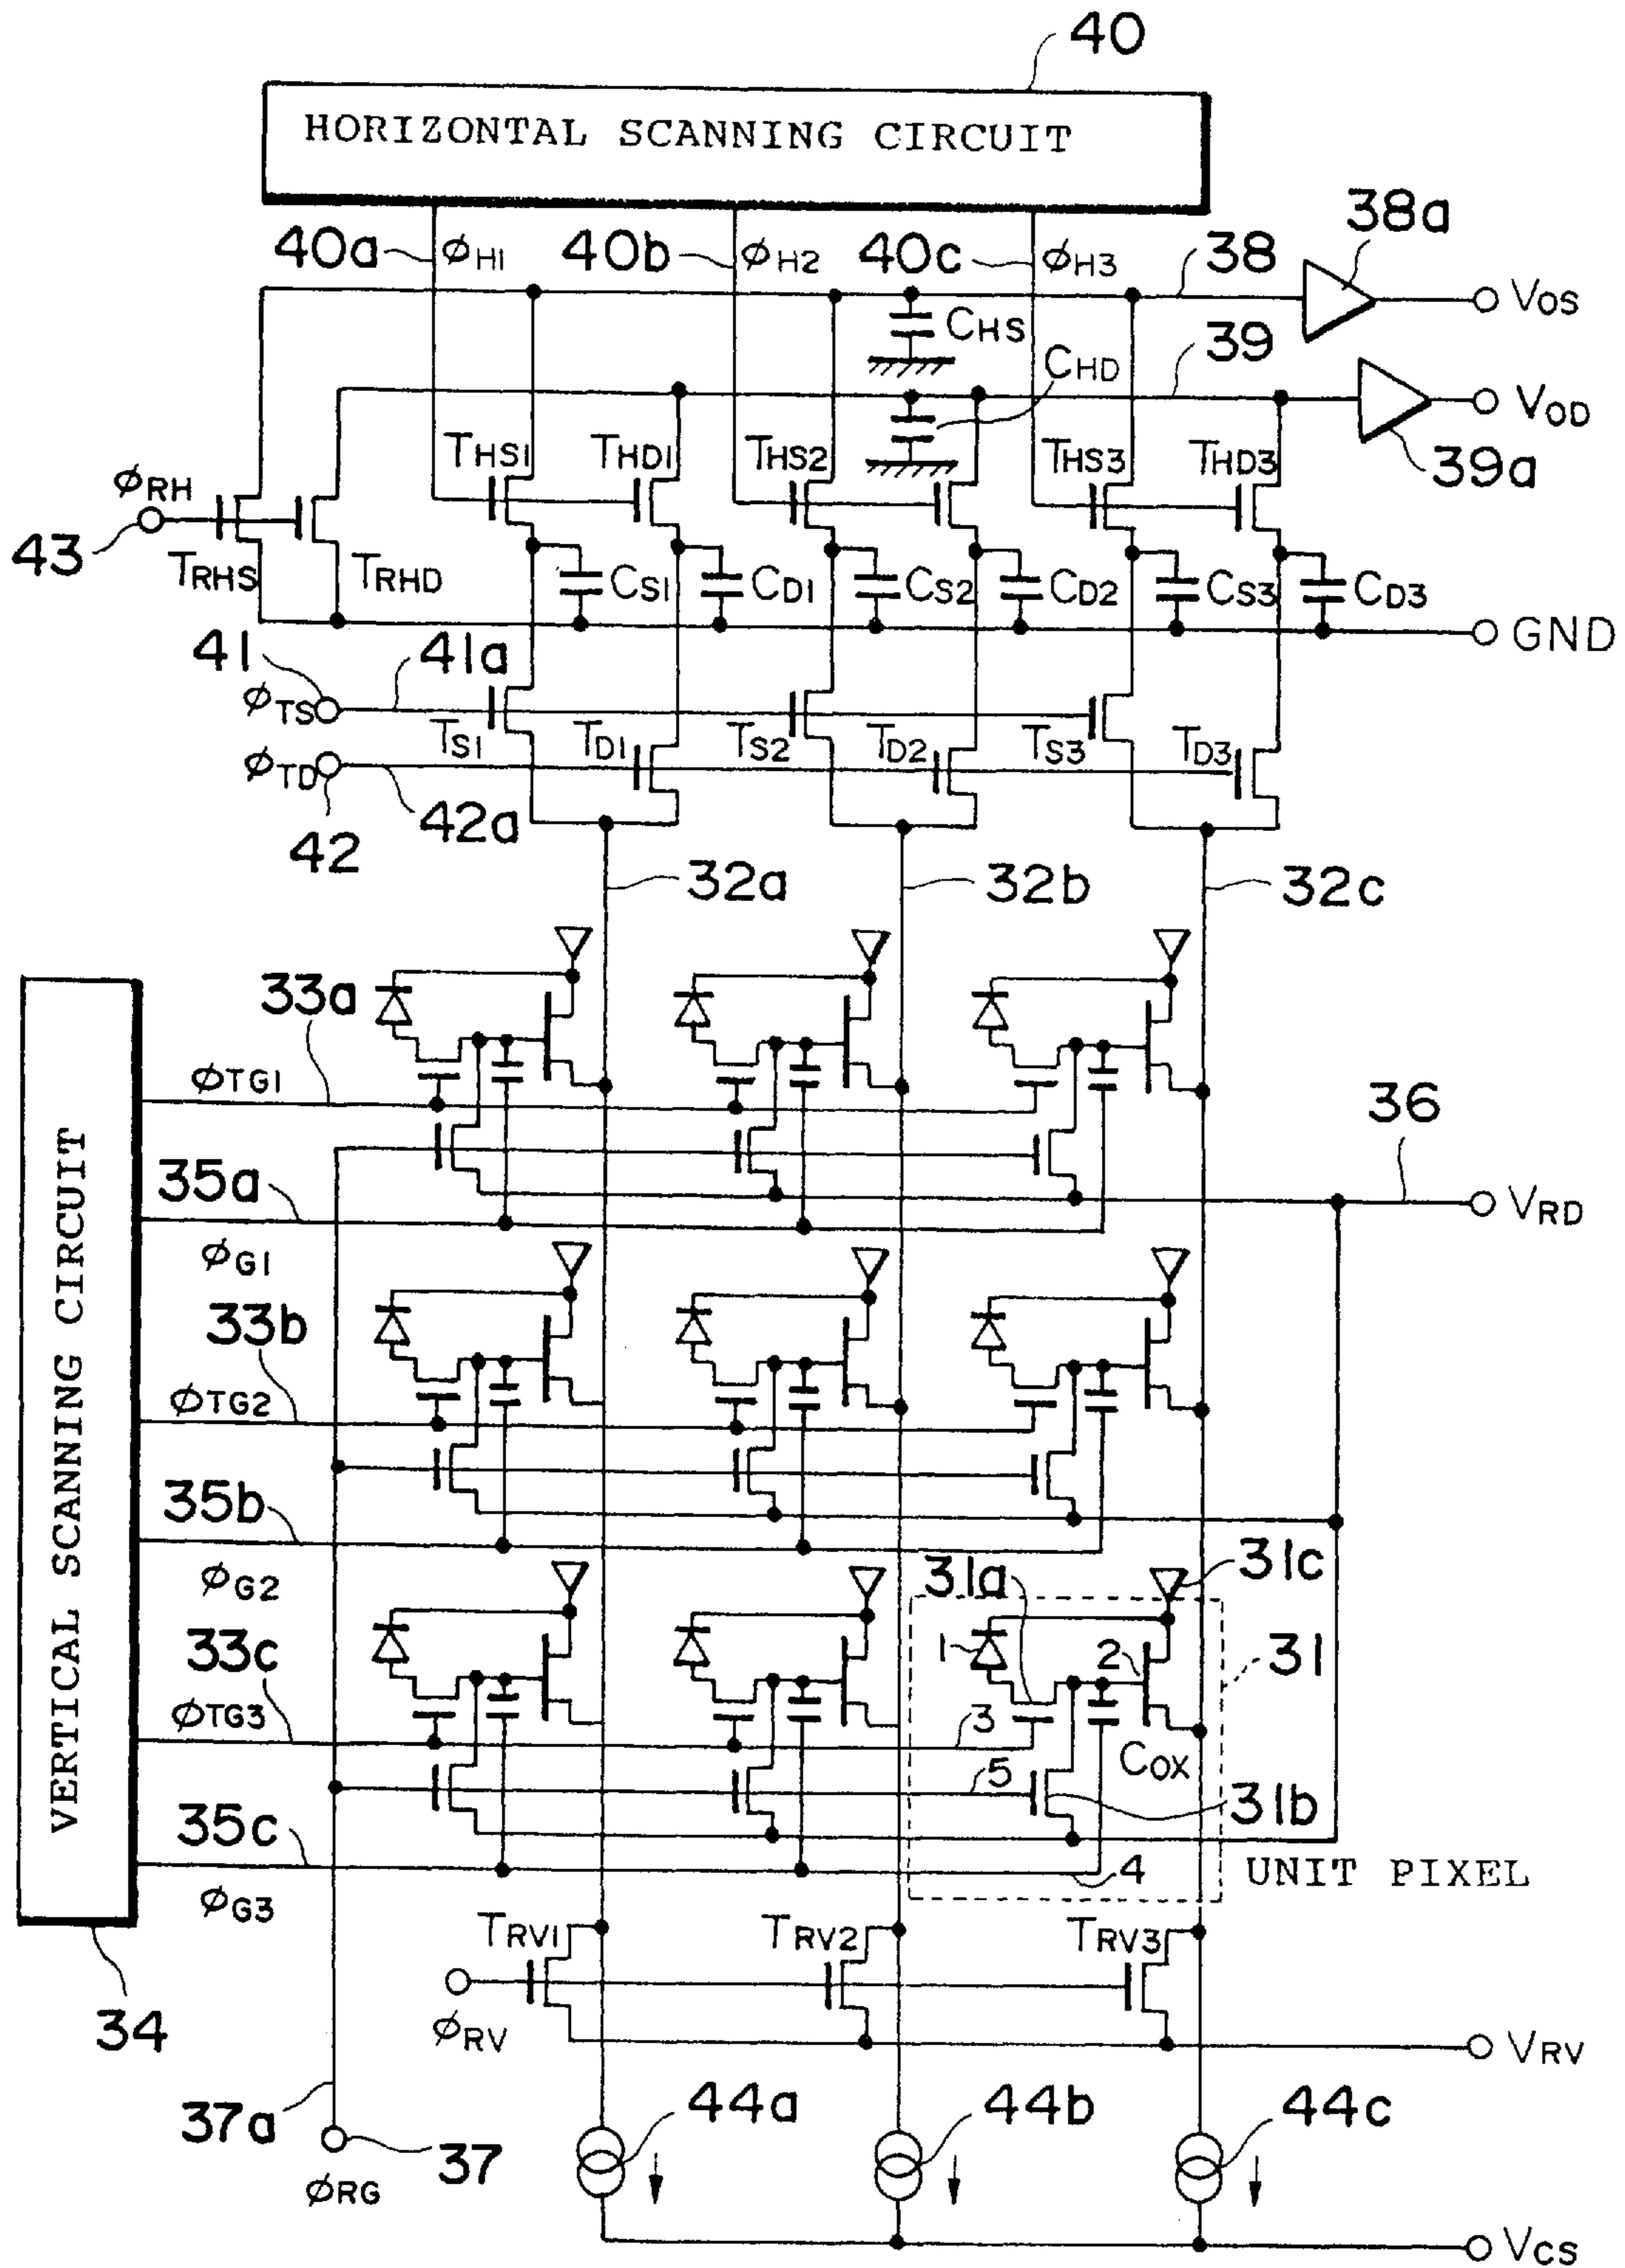 40
HORIZONTAL SCANNING CIRCUIT
40a φH1 40b φH2 40c φH3 38 38a
VOS
CHS
39
CHD
VOD
39a
THS1 THD1 THS2 THS3 THD3
φRH
43
TRHS TRHD
CS1 CD1 CS2 CD2 CS3 CD3
GND
41 41a
φTS
TS1 TD1 TS2 TD2 TS3 TD3
φTD
42 42a
32a 32b 32c
33a
φTG1
36
VRD
35a
φG1
33b
φTG2
35b
φG2
VERTICAL SCANNING CIRCUIT
31a 31c
1 2 31
33c
φTG3
3
COX
5
31b
35c
4
UNIT PIXEL
φG3
TRV1 TRV2 TRV3
34
φRV
VRV
37a 37
φRG
44a 44b 44c
VCS